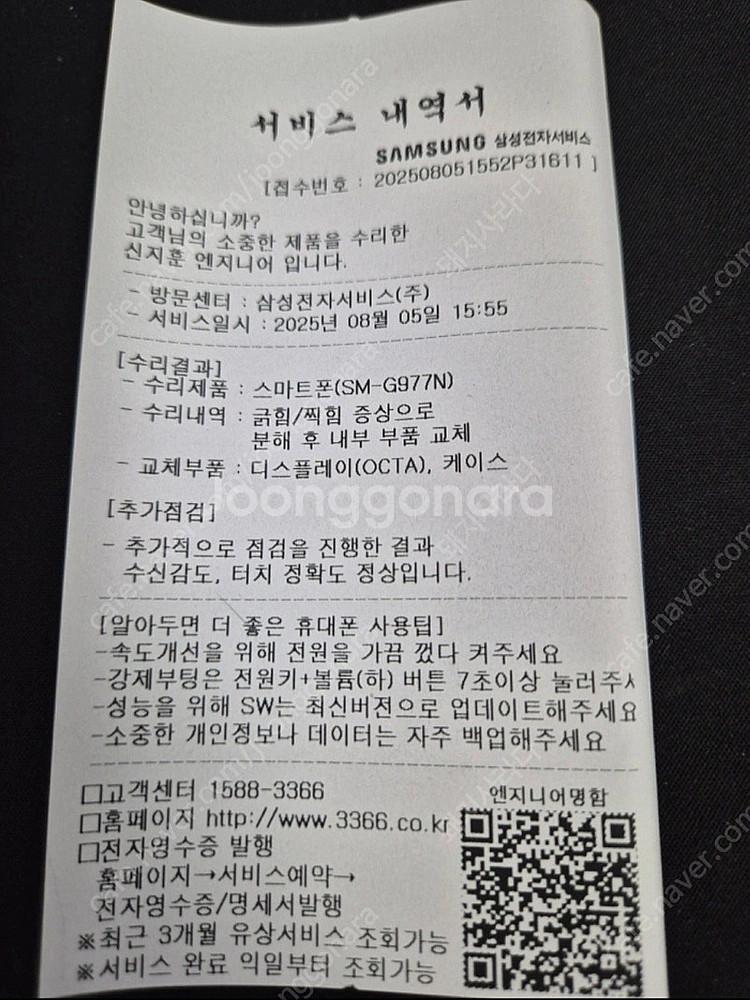 서비스 내역서
SAMSUNG 삼성전자서비스
[접수번호 : 202508051552P31611 ]
안녕하십니까?
고객님의 소중한 제품을 수리한
신지훈 엔지니어 입니다.
- 방문센터 : 삼성전자서비스(주)
- 서비스일시 : 2025년 08월 05일 15:55
[수리결과]
- 수리제품 : 스마트폰(SM-G977N)
- 수리내역 : 긁힘/찍힘 증상으로
분해 후 내부 부품 교체
- 교체부품 : 디스플레이(OCTA), 케이스
joonggonara
[추가점검]
- 추가적으로 점검을 진행한 결과
수신감도, 터치 정확도 정상입니다.
[알아두면 더 좋은 휴대폰 사용팁]
-속도개선을 위해 전원을 가끔 껐다 켜주세요
-강제부팅은 전원키+볼륨(하) 버튼 7초이상 눌러주
-성능을 위해 SW는 최신버전으로 업데이트해주세요
-소중한 개인정보나 데이터는 자주 백업해주세요
□고객센터 1588-3366
엔지니어명함
□홈페이지 http://www.3366.co.kr
□전자영수증 발행
홈페이지→서비스예약→
전자영수증/명세서발행
※최근 3개월 유상서비스 조회가능
※서비스 완료 익일부터 조회가능